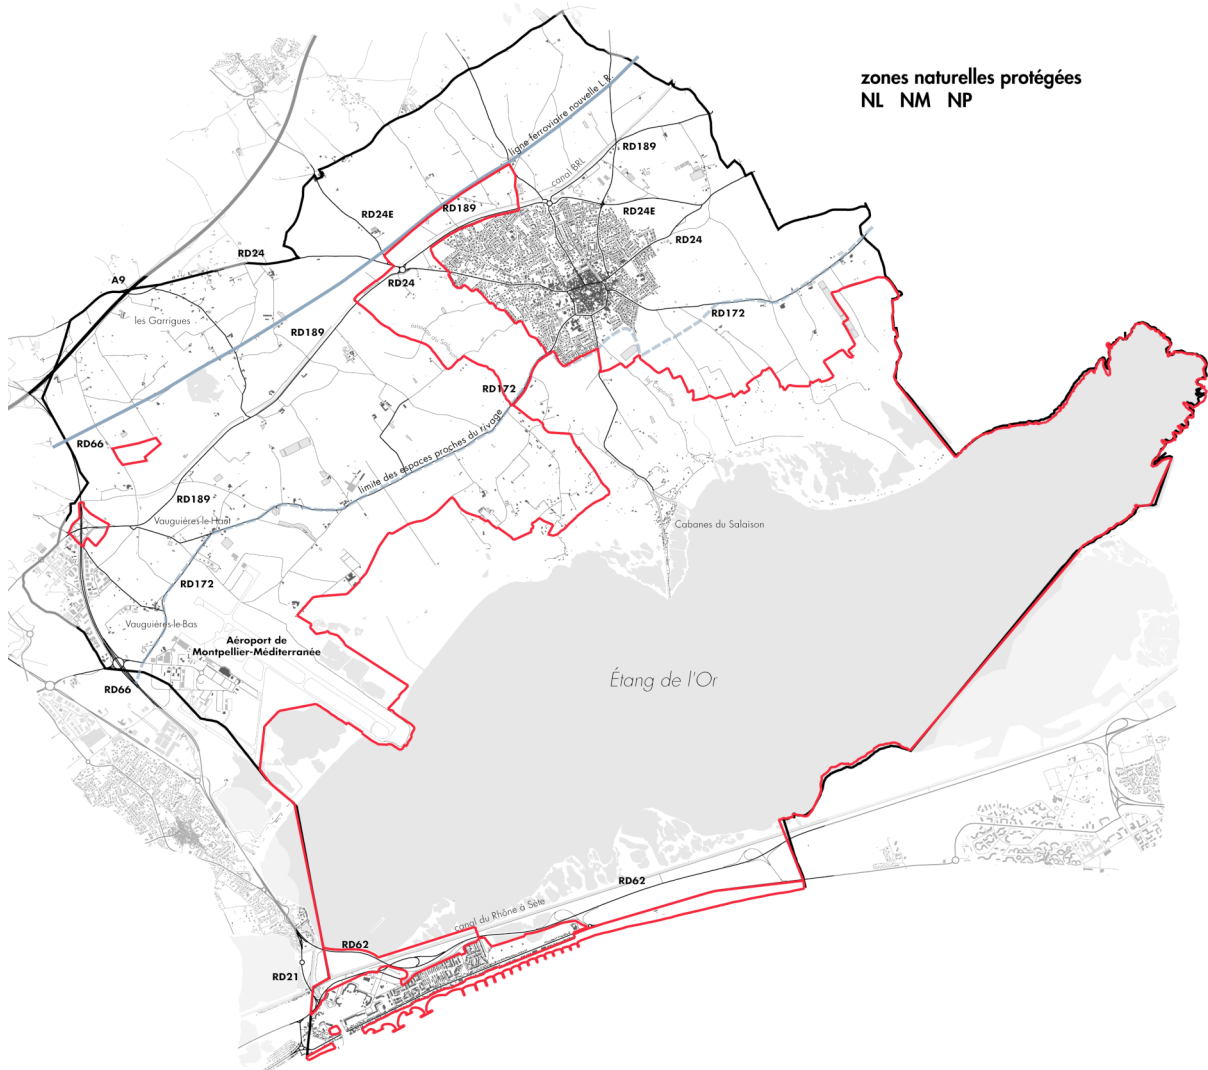 zones naturelles protégées
NL NM NP
ligne ferroviaire nouvelle L.R.
canal BRL
RD189
RD24E
RD189
RD24E
RD24
RD24
A9
RD24
les Garrigues
RD189
RD172
RD172
limite des espaces proches du rivage
RD66
RD189
Vauguières-le-Haut
Cabanes du Salaison
RD172
Vauguières-le-Bas
Aéroport de
Montpellier-Méditerranée
Étang de l'Or
RD66
RD62
canal du Rhône à Sète
RD62
RD21